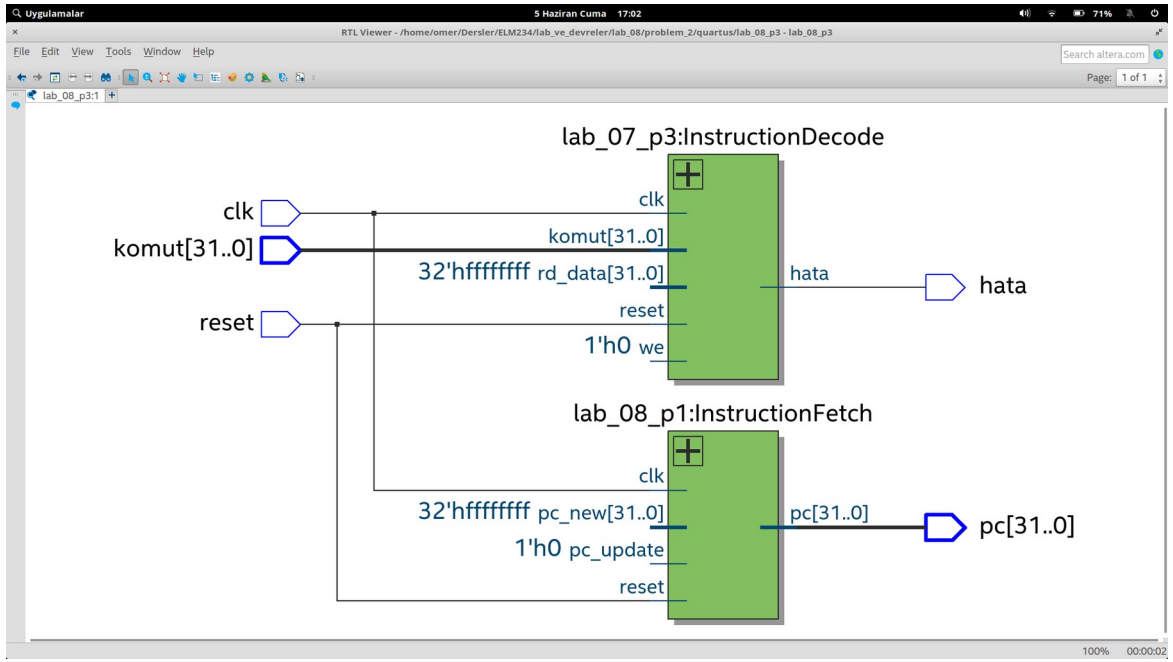 Uygulamalar
5 Haziran Cuma 17:02
71%
RTL Viewer - /home/omer/Dersler/ELM234/lab_ve_devreler/lab_08/problem_2/quartus/lab_08_p3 - lab_08_p3
File Edit View Tools Window Help
Search altera.com
Page: 1 of 1
lab_08_p3:1
lab_07_p3:InstructionDecode
clk
clk
komut[31..0]
komut[31..0]
32'hffffffff rd_data[31..0]
hata
hata
reset
reset
1'h0 we
lab_08_p1:InstructionFetch
clk
32'hffffffff pc_new[31..0]
pc[31..0]
pc[31..0]
1'h0 pc_update
reset
100% 00:00:02